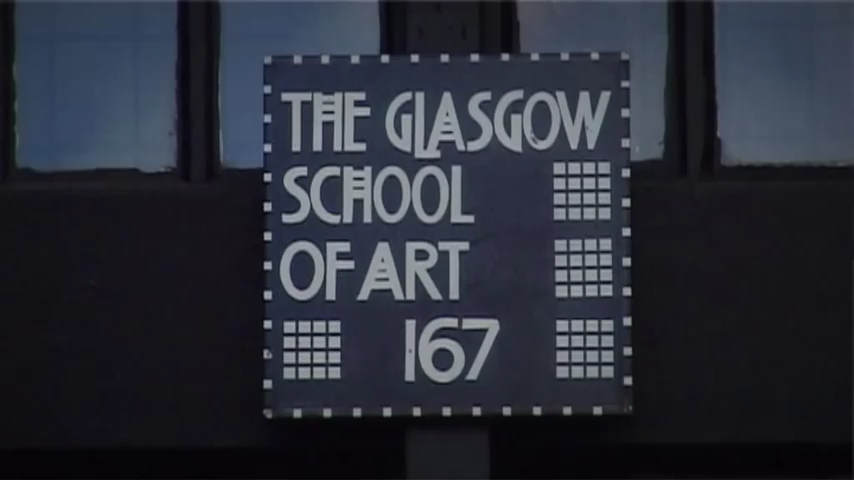 THE GLASGOW
SCHOOL
OF ART
167